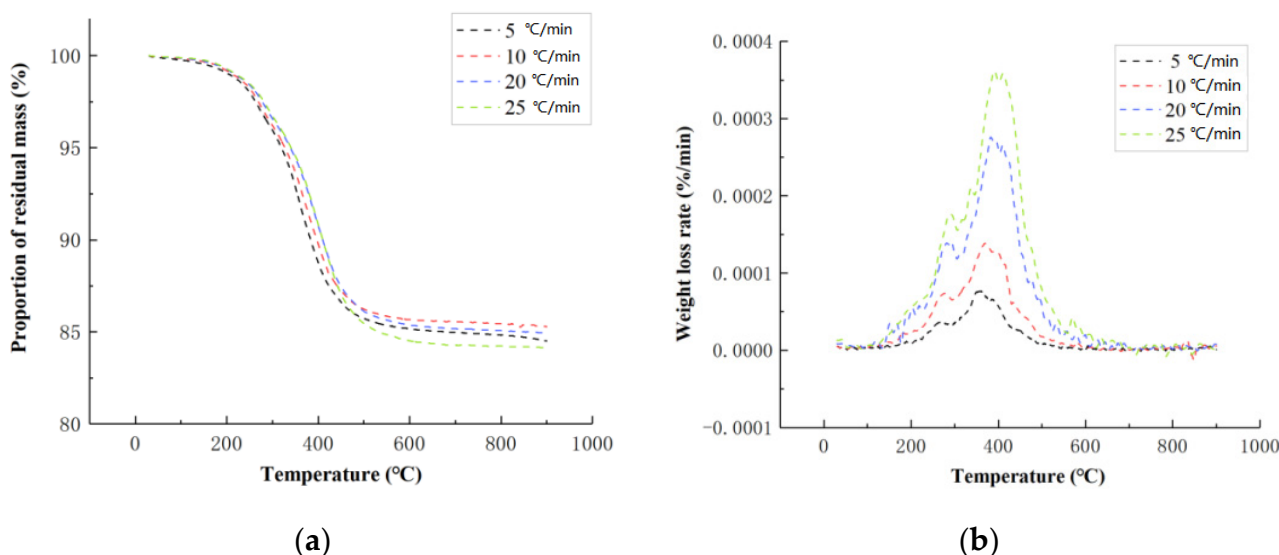 5 ℃/min
10 ℃/min
20 ℃/min
25 ℃/min
100
95
90
85
80
0
200
400
600
800
1000
Proportion of residual mass (%)
Temperature (℃)
(a)
5 ℃/min
10 ℃/min
20 ℃/min
25 ℃/min
0.0004
0.0003
0.0002
0.0001
0.0000
-0.0001
0
200
400
600
800
1000
Weight loss rate (%/min)
Temperature (℃)
(b)